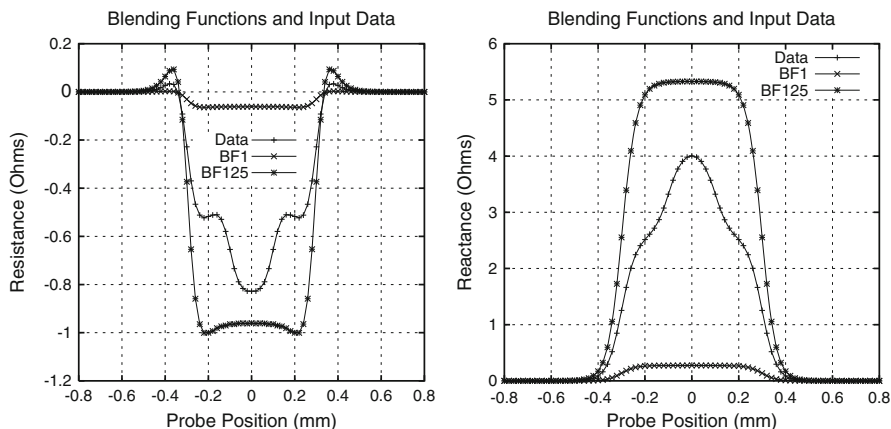 Blending Functions and Input Data
0.2
0
-0.2
-0.4
-0.6
-0.8
-1
-1.2
Resistance (Ohms)
Data
BF1
BF125
-0.8 -0.6 -0.4 -0.2 0 0.2 0.4 0.6 0.8
Probe Position (mm)
Blending Functions and Input Data
6
5
4
3
2
1
0
Reactance (Ohms)
Data
BF1
BF125
-0.8 -0.6 -0.4 -0.2 0 0.2 0.4 0.6 0.8
Probe Position (mm)